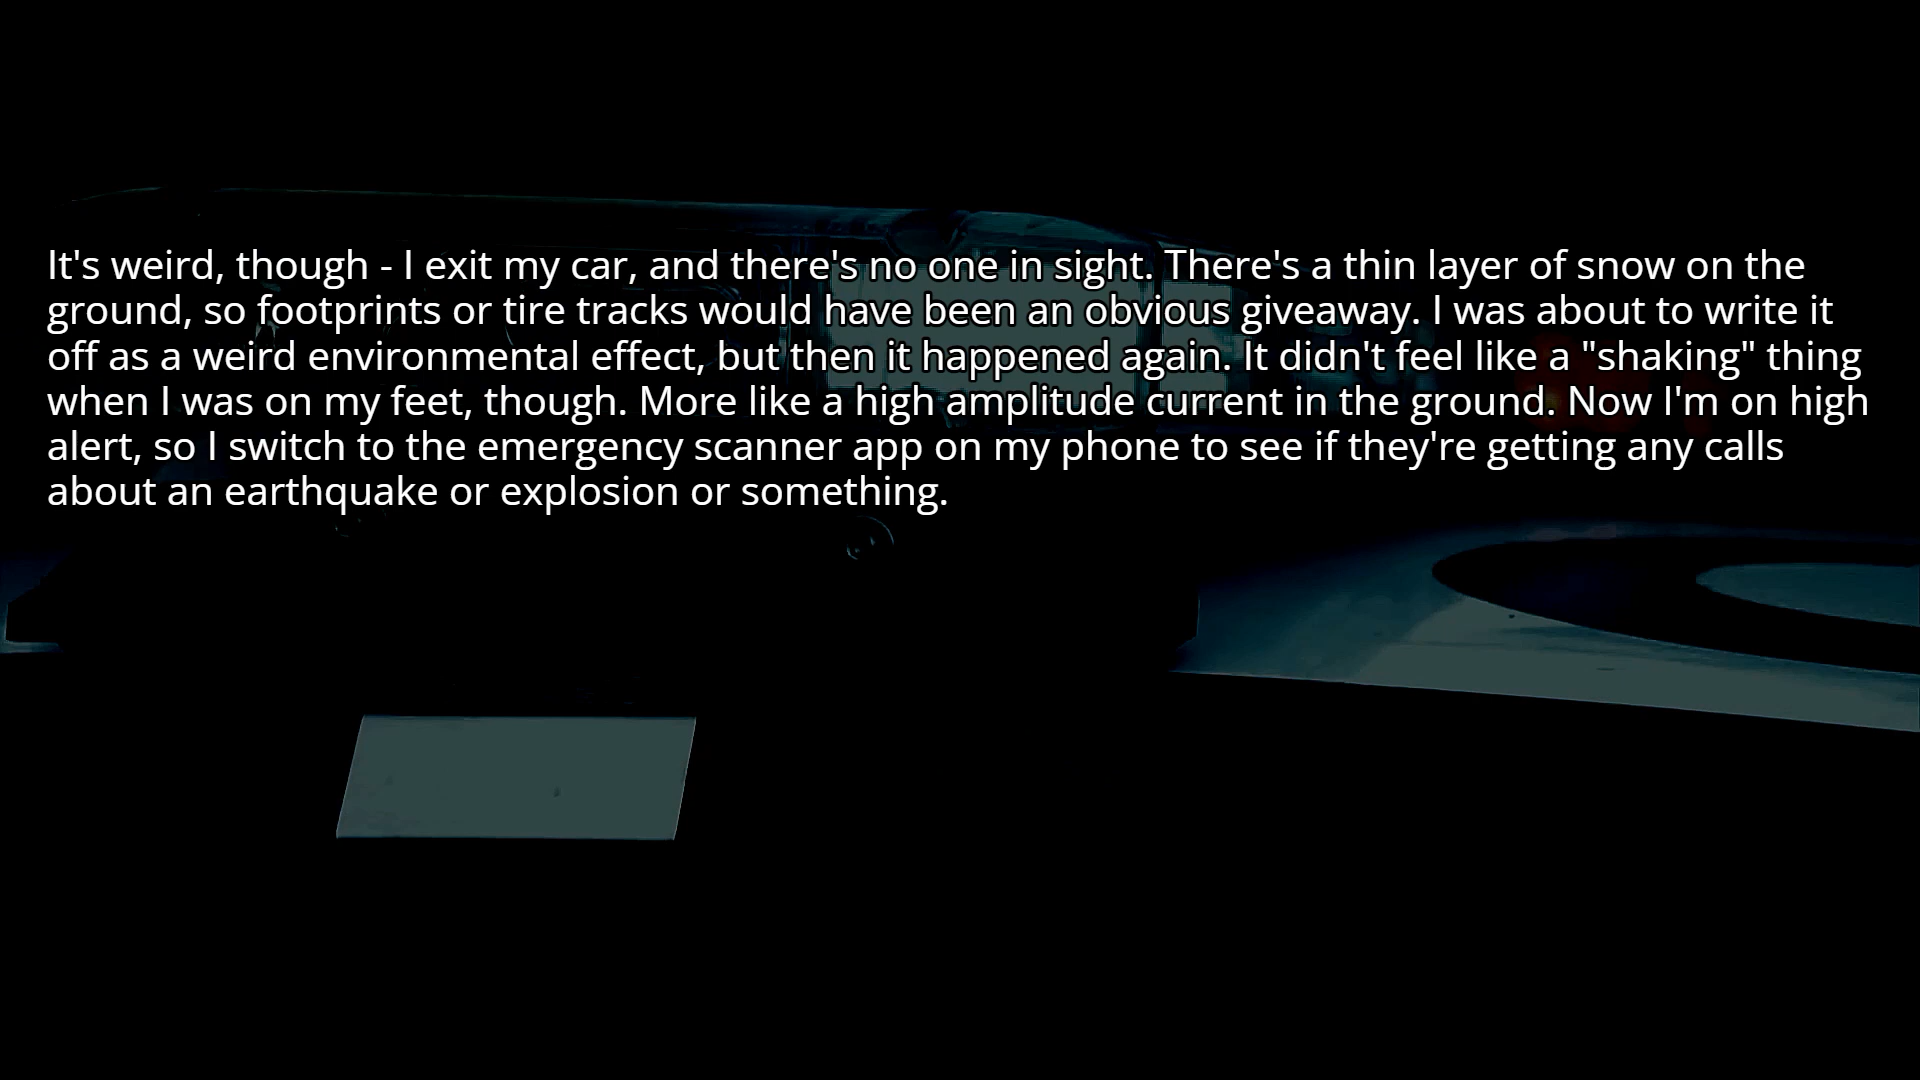 It's weird, though - I exit my car, and there's no one in sight. There's a thin layer of snow on the
ground, so footprints or tire tracks would have been an obvious giveaway. I was about to write it
off as a weird environmental effect, but then it happened again. It didn't feel like a "shaking" thing
when I was on my feet, though. More like a high amplitude current in the ground. Now I'm on high
alert, so I switch to the emergency scanner app on my phone to see if they're getting any calls
about an earthquake or explosion or something.